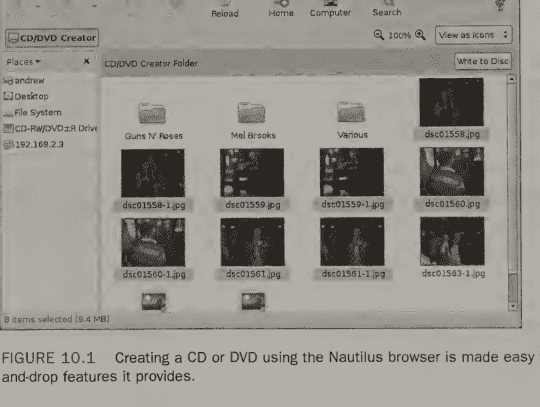 Reload Home Computer Search
CD/DVD Creator 100% View as Icons
Places CD/DVD Creator Folder Write to Disc
andrew
Desktop
File System
CD-RW/DVD±R Drive
192.168.2.3
Guns N' Roses Mel Brooks Various dsc01558.jpg
dsc01558-1.jpg dsc01559.jpg dsc01559-1.jpg dsc01560.jpg
dsc01560-1.jpg dsc01561.jpg dsc01561-1.jpg dsc01563-1.jpg
8 items selected (9.4 MB)
FIGURE 10.1 Creating a CD or DVD using the Nautilus browser is made easy
and-drop features it provides.